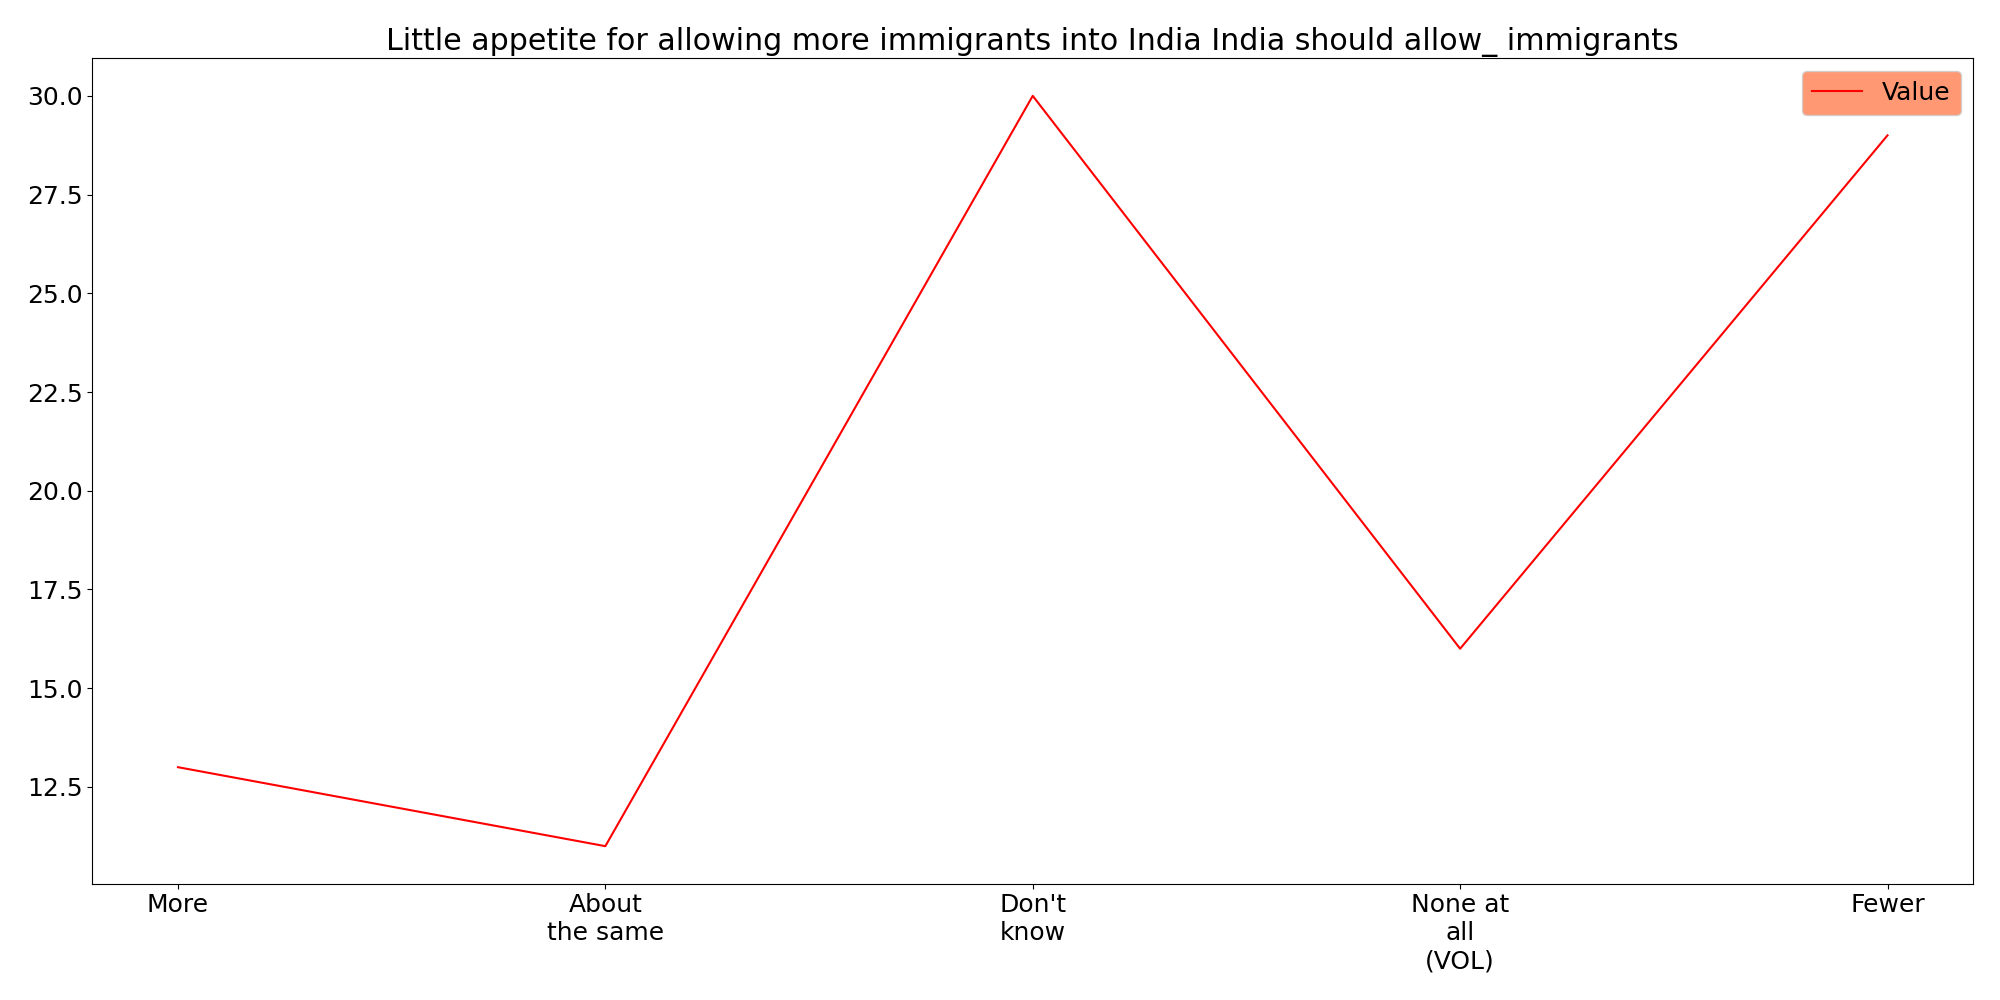 Little appetite for allowing more immigrants into India India should allow_ immigrants
Value
30.0
27.5
25.0
22.5
20.0
17.5
15.0
12.5
More
About
the same
Don't
know
None at
all
(VOL)
Fewer